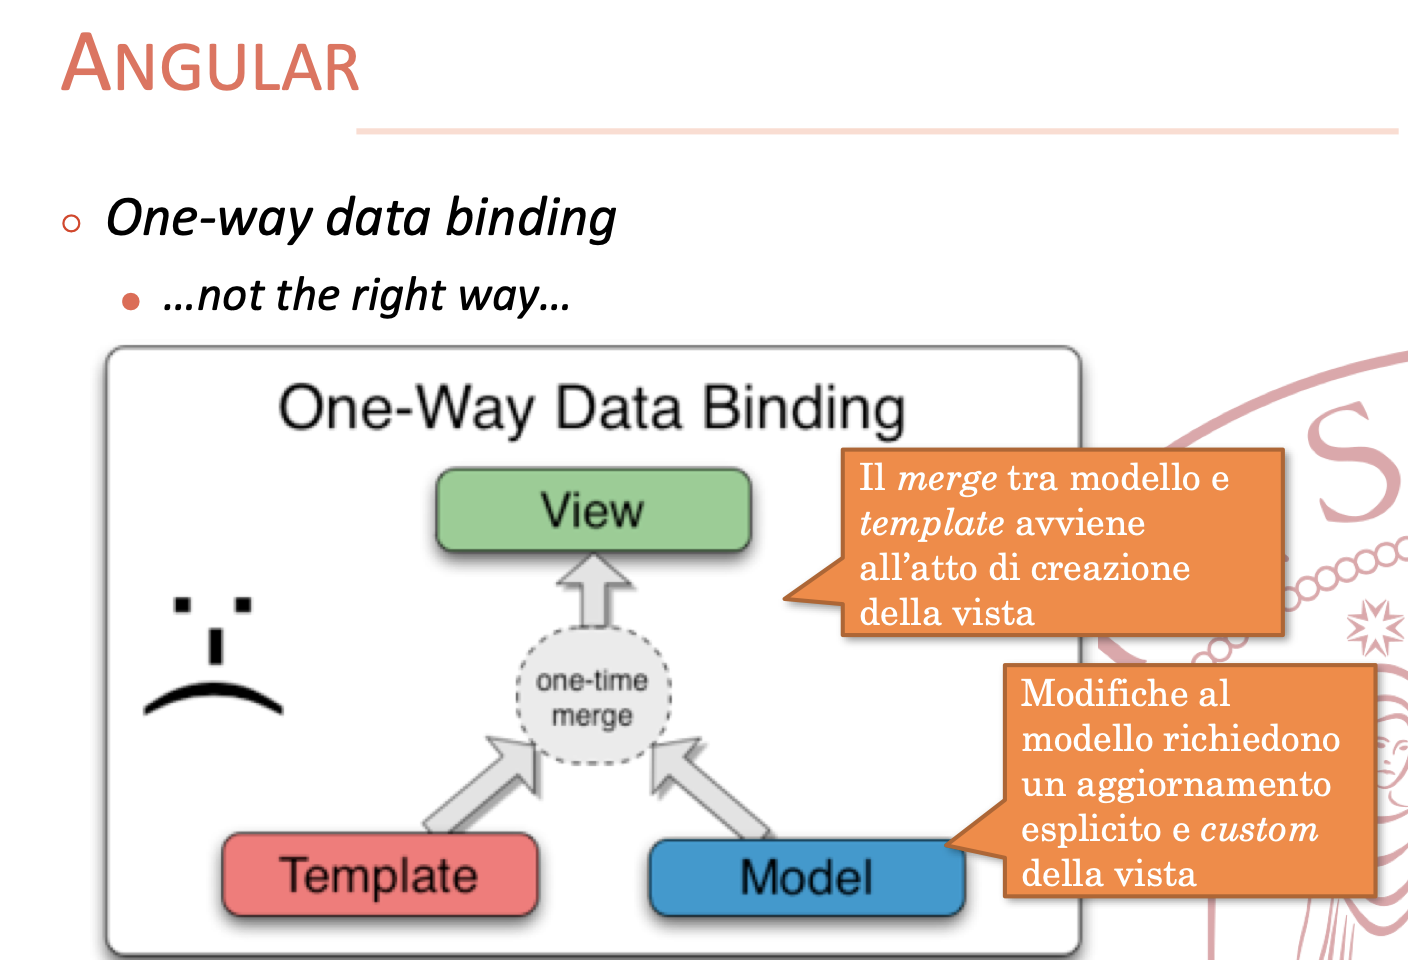 ANGULAR
One-way data binding
...not the right way...
One-Way Data Binding
View
Il merge tra modello e
template avviene
all'atto di creazione
della vista
one-time
merge
Modifiche al
modello richiedono
un aggiornamento
esplicito e custom
della vista
Template
Model
S